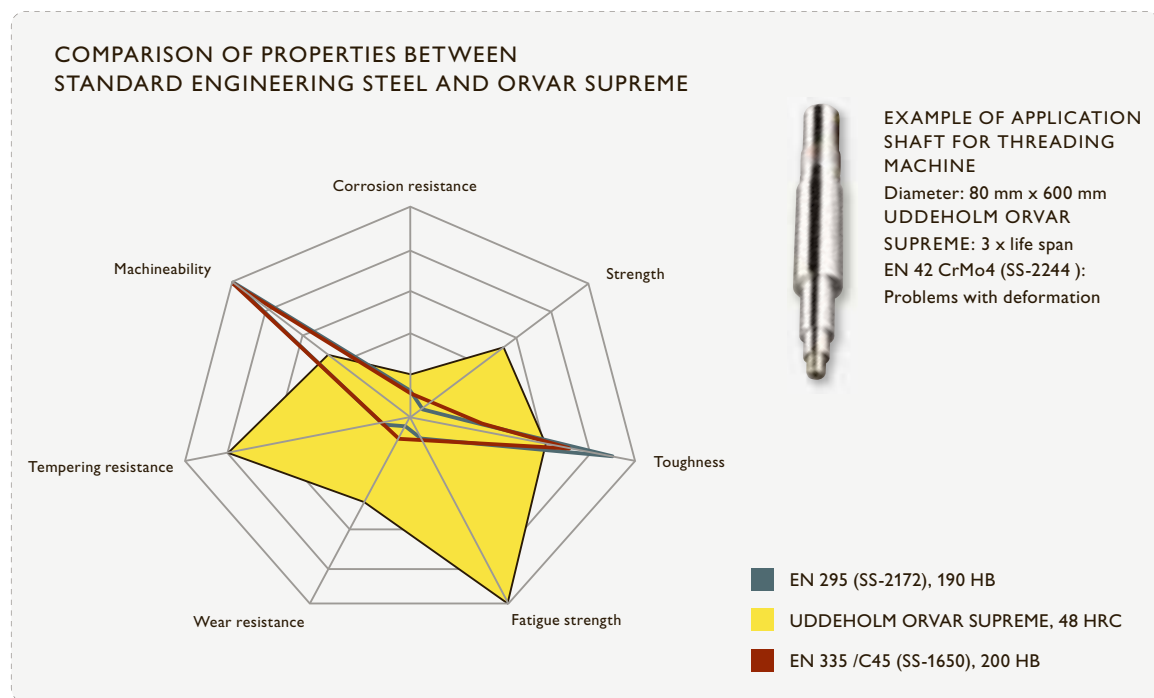 COMPARISON OF PROPERTIES BETWEEN
STANDARD ENGINEERING STEEL AND ORVAR SUPREME
EXAMPLE OF APPLICATION
SHAFT FOR THREADING
MACHINE
Diameter: 80 mm x 600 mm
UDDEHOLM ORVAR
SUPREME: 3 x life span
EN 42 CrMo4 (SS-2244 ):
Problems with deformation
Corrosion resistance
Machineability
Strength
Toughness
Tempering resistance
Wear resistance
Fatigue strength
EN 295 (SS-2172), 190 HB
UDDEHOLM ORVAR SUPREME, 48 HRC
EN 335 /C45 (SS-1650), 200 HB